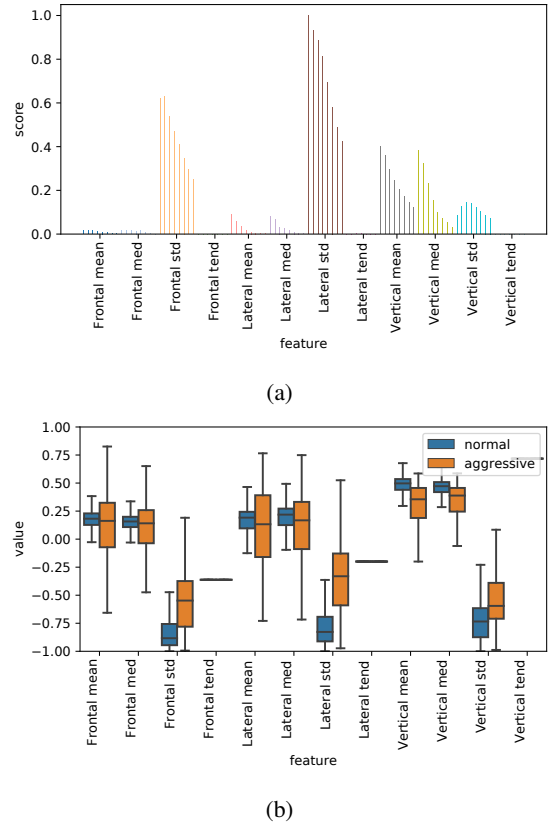 1.0
0.8
0.6
0.4
0.2
0.0
score
Frontal mean
Frontal med
Frontal std
Frontal tend
Lateral mean
Lateral med
Lateral std
Lateral tend
Vertical mean
Vertical med
Vertical std
Vertical tend
feature
(a)
1.00
0.75
0.50
0.25
0.00
−0.25
−0.50
−0.75
−1.00
value
normal
aggressive
Frontal mean
Frontal med
Frontal std
Frontal tend
Lateral mean
Lateral med
Lateral std
Lateral tend
Vertical mean
Vertical med
Vertical std
Vertical tend
feature
(b)